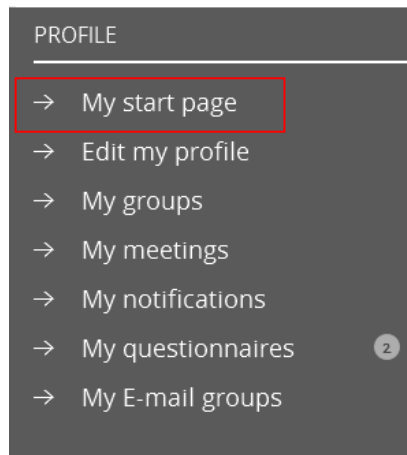 PROFILE
→ My start page
→ Edit my profile
→ My groups
→ My meetings
→ My notifications
→ My questionnaires 2
→ My E-mail groups